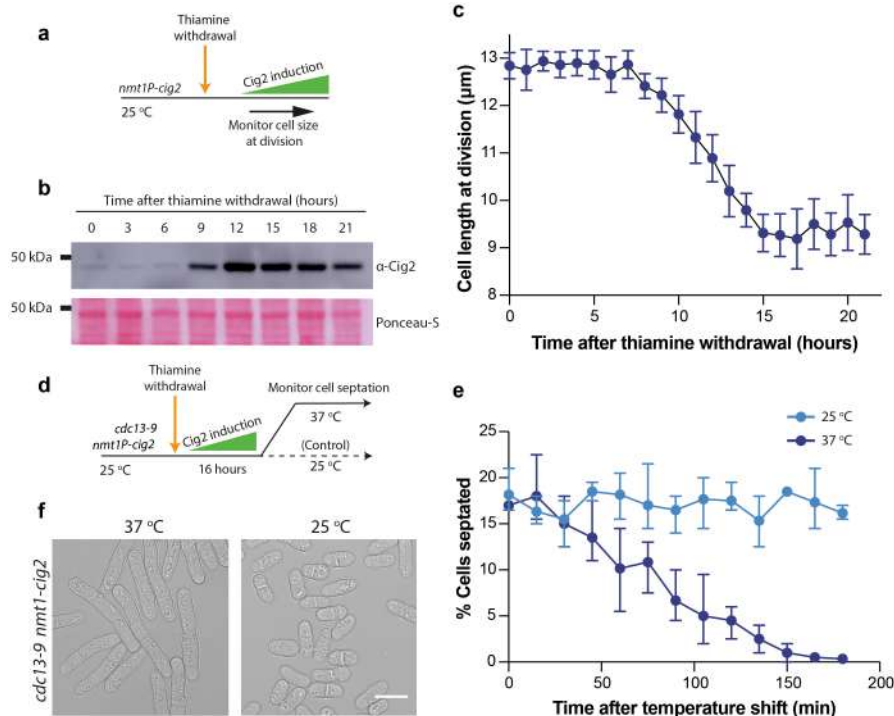 a
Thiamine
withdrawal
nmt1P-cig2
Cig2 induction
25 °C
Monitor cell size
at division
b
Time after thiamine withdrawal (hours)
0 3 6 9 12 15 18 21
50 kDa
α-Cig2
50 kDa
Ponceau-S
c
Cell length at division (µm)
13
12
11
10
9
8
0 5 10 15 20
Time after thiamine withdrawal (hours)
d
Thiamine
withdrawal
Monitor cell septation
cdc13-9
nmt1P-cig2
Cig2 induction
37 °C
(Control)
25 °C
16 hours
25 °C
e
25 °C
37 °C
% Cells septated
25
20
15
10
5
0
0 50 100 150 200
Time after temperature shift (min)
f
37 °C 25 °C
cdc13-9 nmt1-cig2